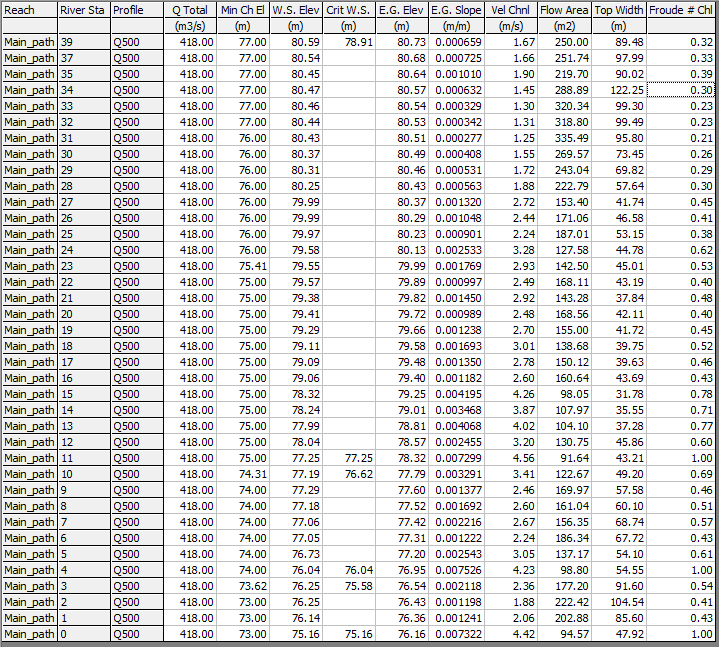 Reach River Sta Profile Q Total Min Ch El W.S. Elev Crit W.S. E.G. Elev E.G. Slope Vel Chnl Flow Area Top Width Froude # Chl
(m3/s) (m) (m) (m) (m) (m/m) (m/s) (m2) (m)
Main_path 39 Q500 418.00 77.00 80.59 78.91 80.73 0.000659 1.67 250.00 89.48 0.32
Main_path 37 Q500 418.00 77.00 80.54 80.68 0.000725 1.66 251.74 97.99 0.33
Main_path 35 Q500 418.00 77.00 80.45 80.64 0.001010 1.90 219.70 90.02 0.39
Main_path 34 Q500 418.00 77.00 80.47 80.57 0.000632 1.45 288.89 122.25 0.30
Main_path 33 Q500 418.00 77.00 80.46 80.54 0.000329 1.30 320.34 99.30 0.23
Main_path 32 Q500 418.00 77.00 80.44 80.53 0.000342 1.31 318.80 99.49 0.23
Main_path 31 Q500 418.00 76.00 80.43 80.51 0.000277 1.25 335.49 95.80 0.21
Main_path 30 Q500 418.00 76.00 80.37 80.49 0.000408 1.55 269.57 73.45 0.26
Main_path 29 Q500 418.00 76.00 80.31 80.46 0.000531 1.72 243.04 69.82 0.29
Main_path 28 Q500 418.00 76.00 80.25 80.43 0.000563 1.88 222.79 57.64 0.30
Main_path 27 Q500 418.00 76.00 79.99 80.37 0.001320 2.72 153.40 41.74 0.45
Main_path 26 Q500 418.00 76.00 79.99 80.29 0.001048 2.44 171.06 46.58 0.41
Main_path 25 Q500 418.00 76.00 79.97 80.23 0.000901 2.24 187.01 53.15 0.38
Main_path 24 Q500 418.00 76.00 79.58 80.13 0.002533 3.28 127.58 44.78 0.62
Main_path 23 Q500 418.00 75.41 79.55 79.99 0.001769 2.93 142.50 45.01 0.53
Main_path 22 Q500 418.00 75.00 79.57 79.89 0.000997 2.49 168.11 43.19 0.40
Main_path 21 Q500 418.00 75.00 79.38 79.82 0.001450 2.92 143.28 37.84 0.48
Main_path 20 Q500 418.00 75.00 79.41 79.72 0.000989 2.48 168.56 42.11 0.40
Main_path 19 Q500 418.00 75.00 79.29 79.66 0.001238 2.70 155.00 41.72 0.45
Main_path 18 Q500 418.00 75.00 79.11 79.58 0.001693 3.01 138.68 39.75 0.52
Main_path 17 Q500 418.00 75.00 79.09 79.48 0.001350 2.78 150.12 39.63 0.46
Main_path 16 Q500 418.00 75.00 79.06 79.40 0.001182 2.60 160.64 43.69 0.43
Main_path 15 Q500 418.00 75.00 78.32 79.25 0.004195 4.26 98.05 31.78 0.78
Main_path 14 Q500 418.00 75.00 78.24 79.01 0.003468 3.87 107.97 35.55 0.71
Main_path 13 Q500 418.00 75.00 77.99 78.81 0.004068 4.02 104.10 37.28 0.77
Main_path 12 Q500 418.00 75.00 78.04 78.57 0.002455 3.20 130.75 45.86 0.60
Main_path 11 Q500 418.00 75.00 77.25 77.25 78.32 0.007299 4.56 91.64 43.21 1.00
Main_path 10 Q500 418.00 74.31 77.19 76.62 77.79 0.003291 3.41 122.67 49.20 0.69
Main_path 9 Q500 418.00 74.00 77.29 77.60 0.001377 2.46 169.97 57.58 0.46
Main_path 8 Q500 418.00 74.00 77.18 77.52 0.001692 2.60 161.04 60.10 0.51
Main_path 7 Q500 418.00 74.00 77.06 77.42 0.002216 2.67 156.35 68.74 0.57
Main_path 6 Q500 418.00 74.00 77.05 77.31 0.001222 2.24 186.34 67.72 0.43
Main_path 5 Q500 418.00 74.00 76.73 77.20 0.002543 3.05 137.17 54.10 0.61
Main_path 4 Q500 418.00 74.00 76.04 76.04 76.95 0.007526 4.23 98.80 54.55 1.00
Main_path 3 Q500 418.00 73.62 76.25 75.58 76.54 0.002118 2.36 177.20 91.60 0.54
Main_path 2 Q500 418.00 73.00 76.25 76.43 0.001198 1.88 222.42 104.54 0.41
Main_path 1 Q500 418.00 73.00 76.14 76.36 0.001241 2.06 202.88 85.60 0.43
Main_path 0 Q500 418.00 73.00 75.16 75.16 76.16 0.007322 4.42 94.57 47.92 1.00